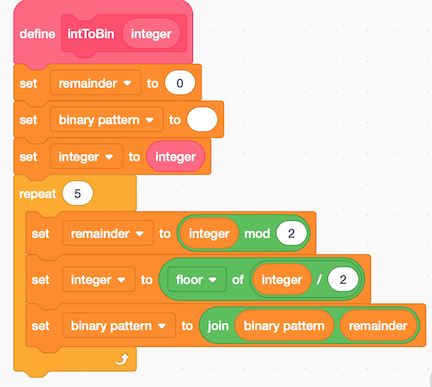 define intToBin integer
set remainder to 0
set binary pattern to
set integer to integer
repeat 5
set remainder to integer mod 2
set integer to floor of integer / 2
set binary pattern to join binary pattern remainder